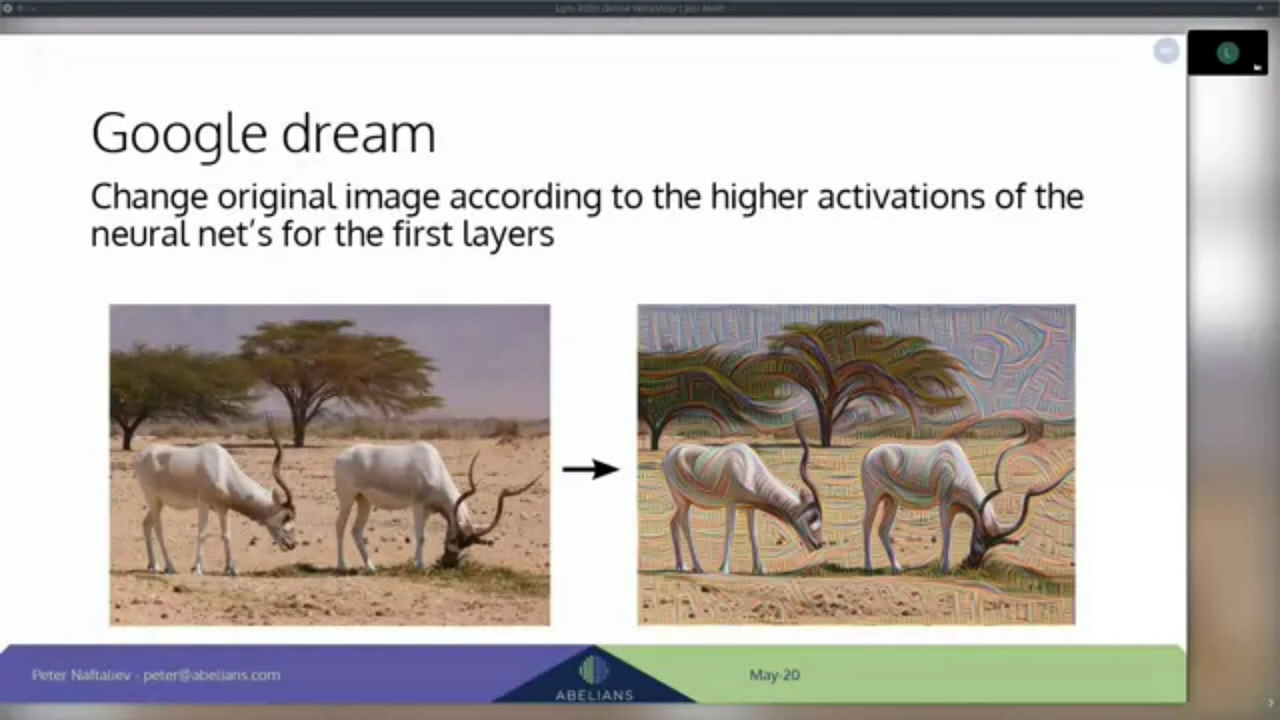 Google dream
Change original image according to the higher activations of the
neural net's for the first layers
Peter Naftaliev - peter@abelians.com
ABELIANS
May-20
L